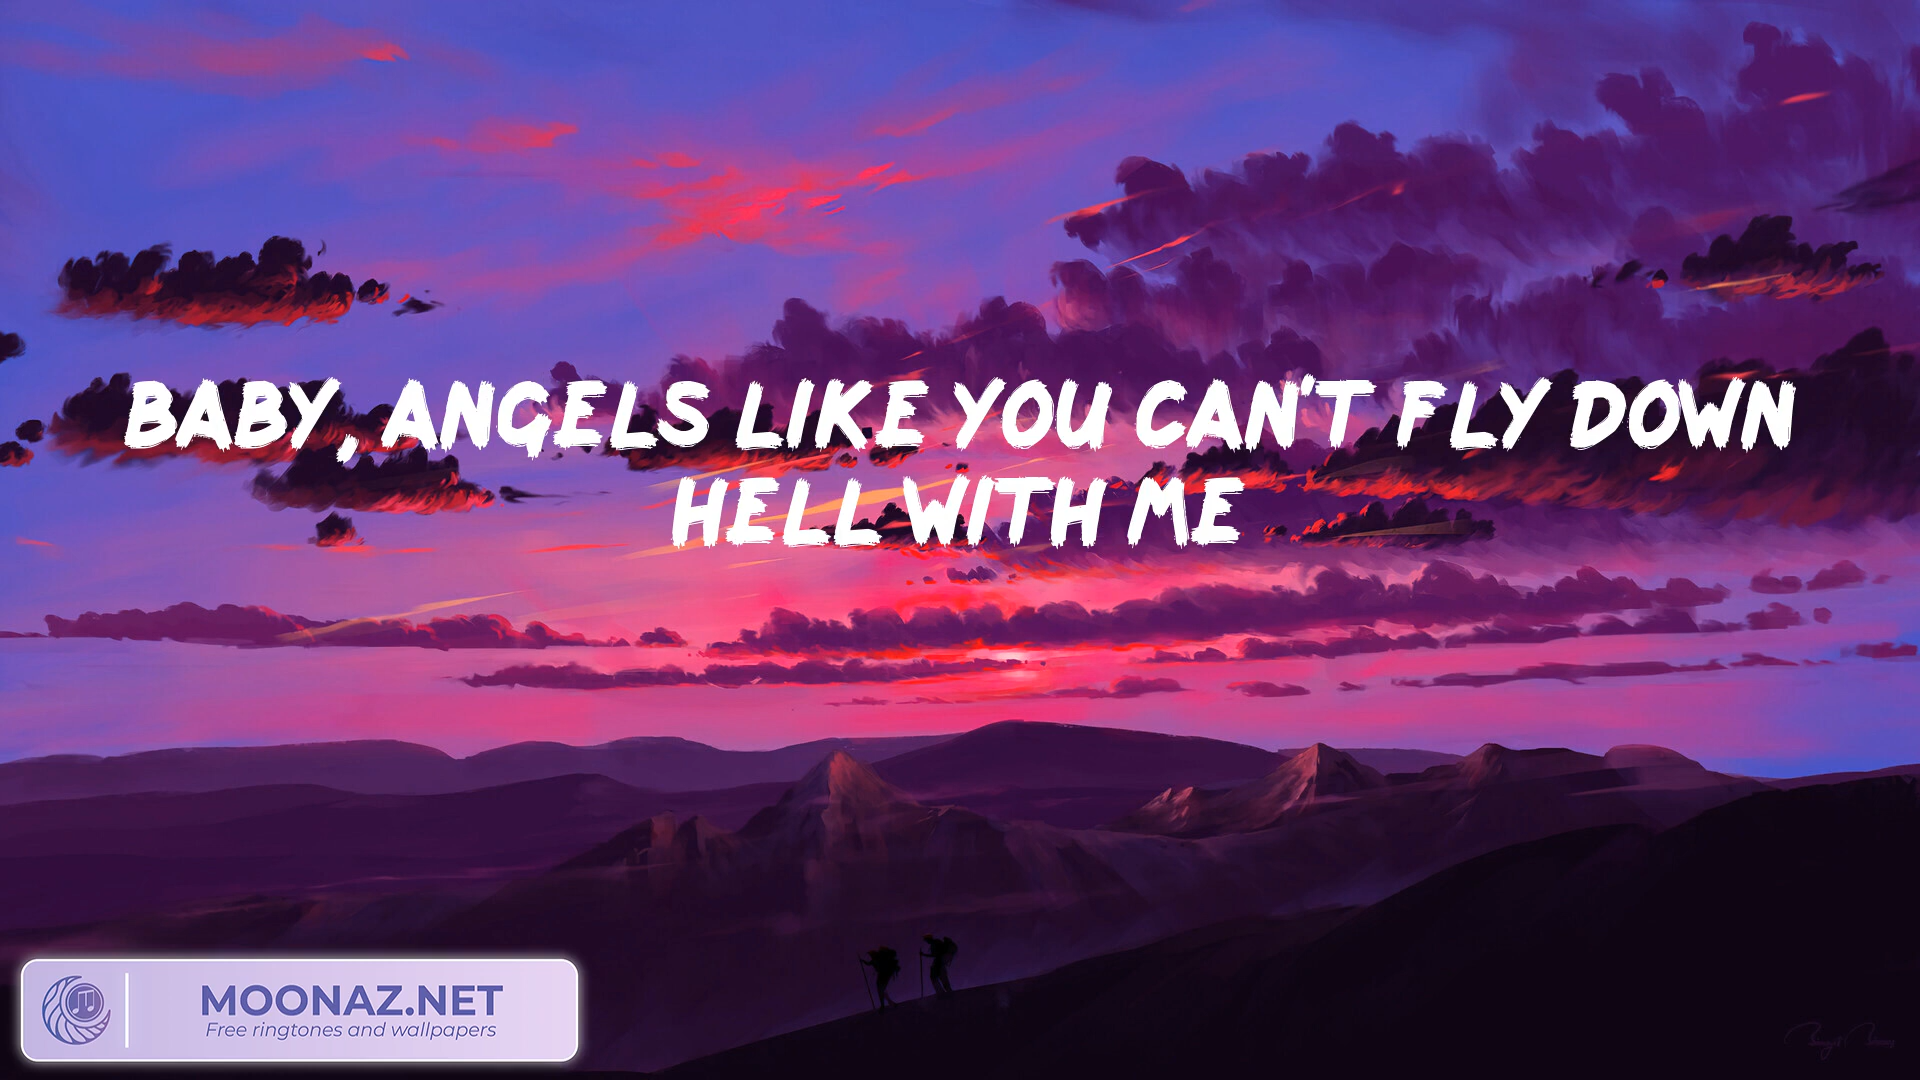 BABY, ANGELS LIKE YOU CAN'T FLY DOWN
HELL WITH ME
MOONAZ.NET
Free ringtones and wallpapers